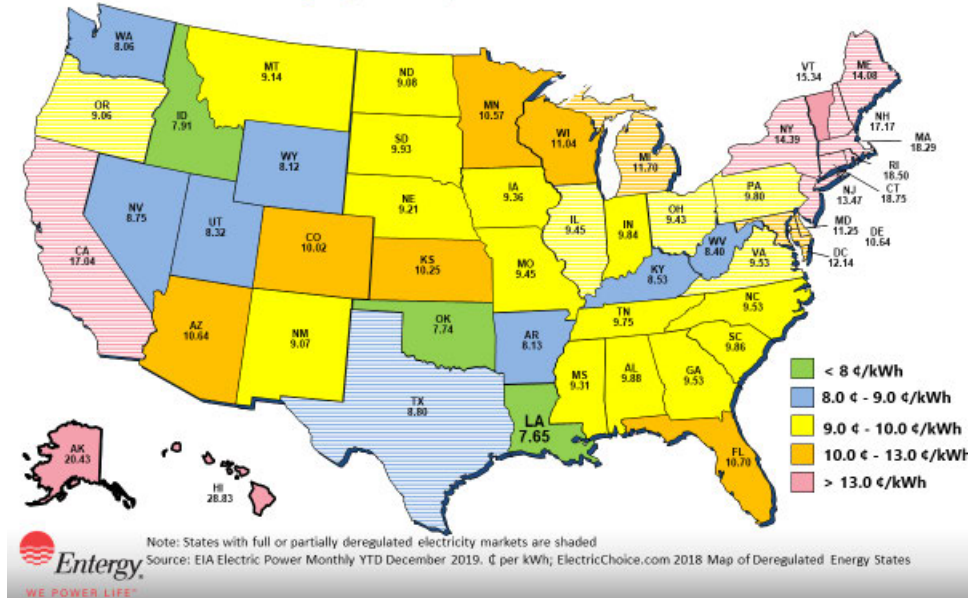 WA
8.06
MT
9.14
ND
9.08
MN
10.57
VT
15.34
ME
14.08
OR
9.06
ID
7.91
SD
9.93
WI
11.04
NY
14.39
NH
17.17
MA
18.29
WY
8.12
MI
11.70
RI
18.50
CT
18.75
NJ
13.47
NV
8.75
UT
8.32
NE
9.21
IA
9.36
IL
9.45
IN
9.84
OH
9.43
PA
9.80
MD
11.25
DE
10.64
DC
12.14
CA
17.04
CO
10.02
KS
10.25
MO
9.45
KY
8.53
WV
8.40
VA
9.53
AZ
10.64
NM
9.07
OK
7.74
AR
8.13
TN
9.75
NC
9.53
SC
9.86
TX
8.80
LA
7.65
MS
9.31
AL
9.88
GA
9.53
FL
10.70
AK
20.43
HI
28.83
< 8 ¢/kWh
8.0 ¢ - 9.0 ¢/kWh
9.0 ¢ - 10.0 ¢/kWh
10.0 ¢ - 13.0 ¢/kWh
> 13.0 ¢/kWh
Note: States with full or partially deregulated electricity markets are shaded
Source: EIA Electric Power Monthly YTD December 2019. ₵ per kWh; ElectricChoice.com 2018 Map of Deregulated Energy States
Entergy.
WE POWER LIFE℠